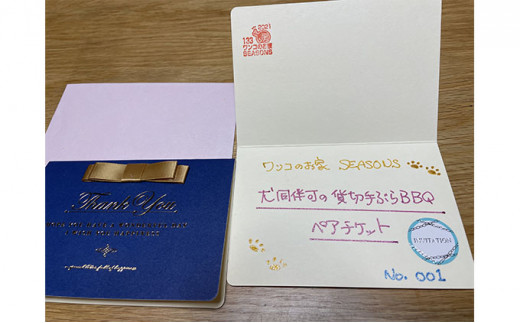 Thank You
2021
133
ワンコのお家
SEASONS
ワンコのお家 SEASONS
犬同伴可の貸切手ぶらBBQ
ペアチケット
INVITATION
No. 001